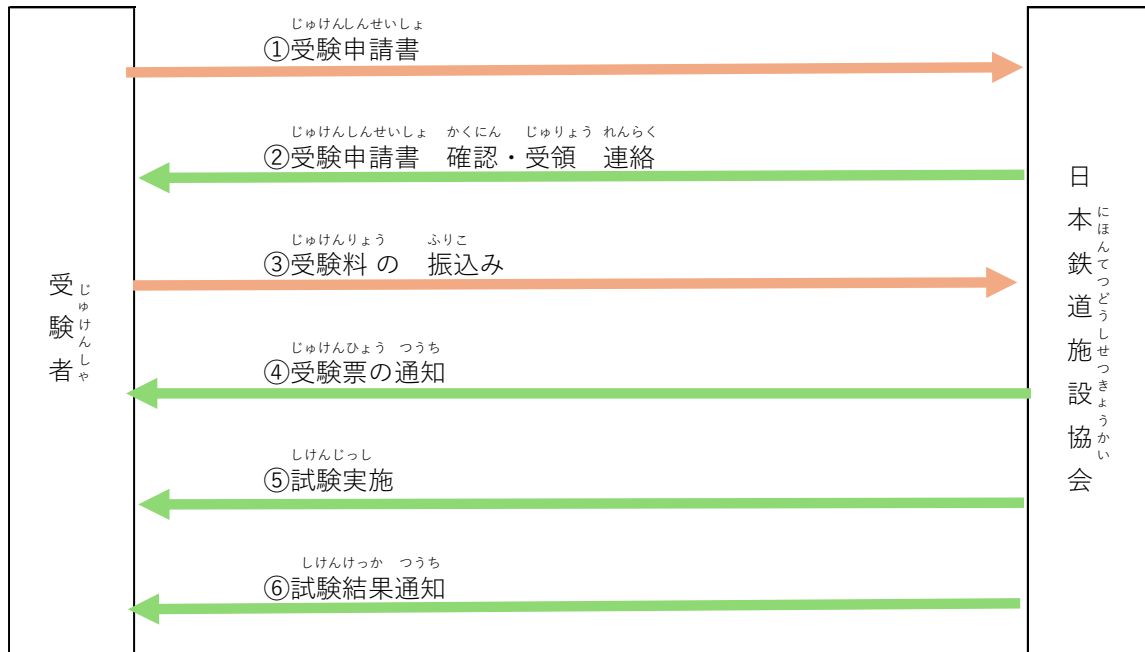 じゅけんしんせいしょ
①受験申請書
じゅけんしんせいしょ　かくにん　じゅりょう　れんらく
②受験申請書　確認・受領　連絡
じゅけんりょう　ふりこ
③受験料 の　振込み
じゅけんひょう　つうち
④受験票の通知
しけんじっし
⑤試験実施
しけんけっか　つうち
⑥試験結果通知
受験者
じゅけんしゃ
日本鉄道施設協会
にほんてつどうしせつきょうかい